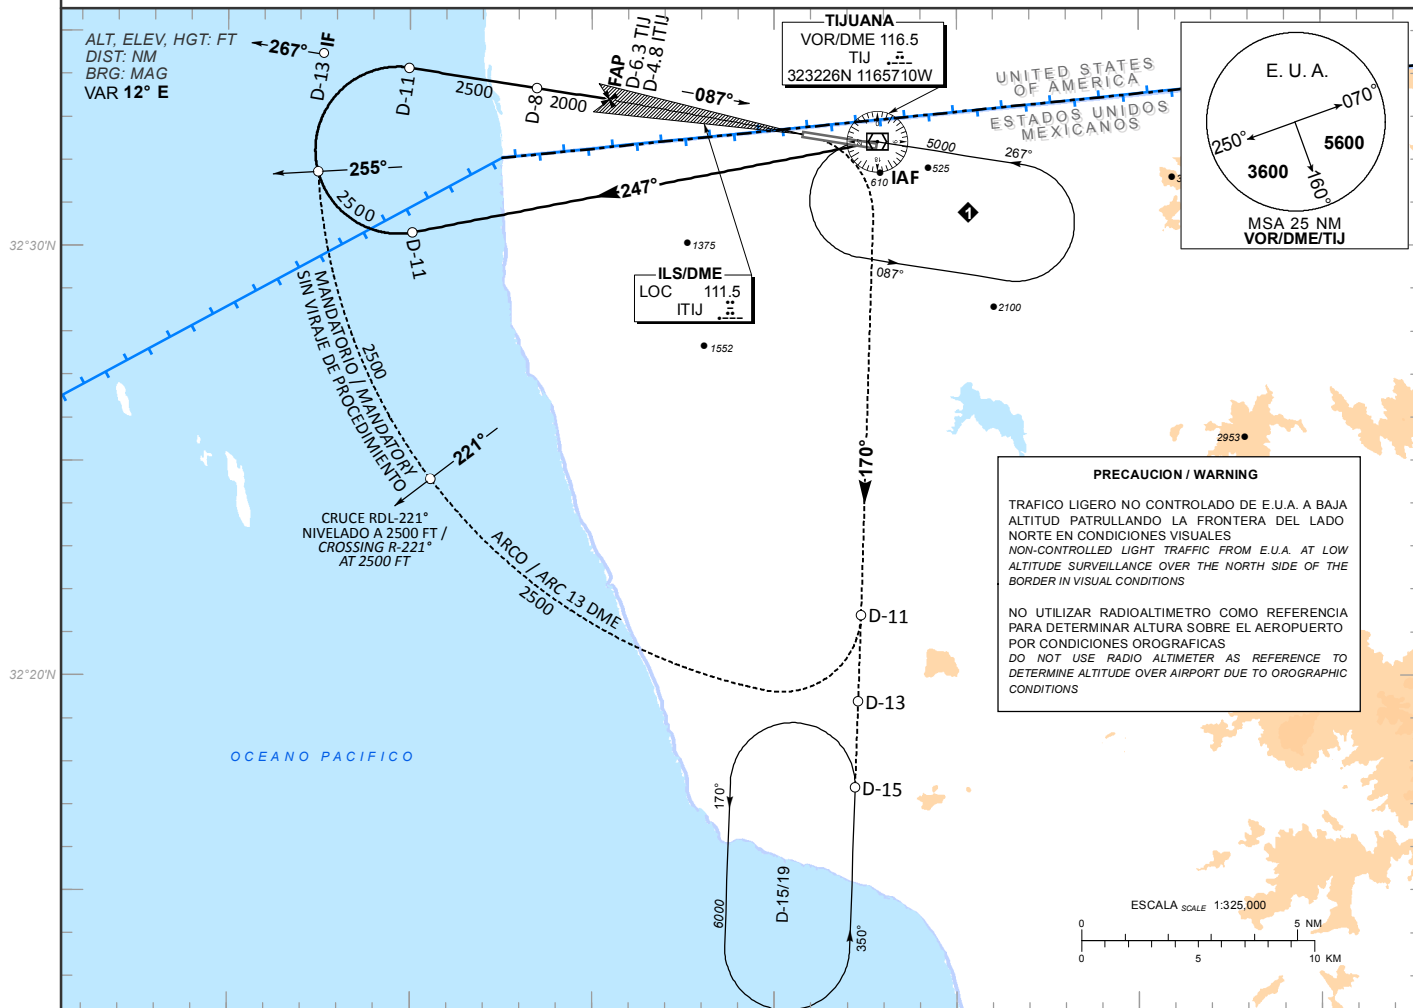 ALT, ELEV, HGT: FT
DIST: NM
BRG: MAG
VAR 12° E
267°
D-13 IF
D-11
2500
D-8
2000
FAP
D-6.3 TIJ
D-4.8 ITIJ
087°
TIJUANA
VOR/DME 116.5
TIJ
323226N 1165710W
UNITED STATES
OF AMERICA
ESTADOS UNIDOS
MEXICANOS
E. U. A.
070°
250°
160°
3600
5600
MSA 25 NM
VOR/DME/TIJ
255°
2500
D-11
247°
5000
267°
610
IAF
525
1
087°
32°30'N
1375
ILS/DME
LOC 111.5
ITIJ
1552
2100
2953
MANDATORIO / MANDATORY
SIN VIRAJE DE PROCEDIMIENTO
2500
221°
CRUCE RDL-221°
NIVELADO A 2500 FT /
CROSSING R-221°
AT 2500 FT
ARCO / ARC 13 DME
2500
170°
D-11
D-13
D-15
PRECAUCION / WARNING
TRAFICO LIGERO NO CONTROLADO DE E.U.A. A BAJA
ALTITUD PATRULLANDO LA FRONTERA DEL LADO
NORTE EN CONDICIONES VISUALES
NON-CONTROLLED LIGHT TRAFFIC FROM E.U.A. AT LOW
ALTITUDE SURVEILLANCE OVER THE NORTH SIDE OF THE
BORDER IN VISUAL CONDITIONS
NO UTILIZAR RADIOALTIMETRO COMO REFERENCIA
PARA DETERMINAR ALTURA SOBRE EL AEROPUERTO
POR CONDICIONES OROGRAFICAS
DO NOT USE RADIO ALTIMETER AS REFERENCE TO
DETERMINE ALTITUDE OVER AIRPORT DUE TO OROGRAPHIC
CONDITIONS
32°20'N
OCEANO PACIFICO
170°
6000
D-15/19
350°
ESCALA SCALE 1:325,000
0 5 NM
0 5 10 KM